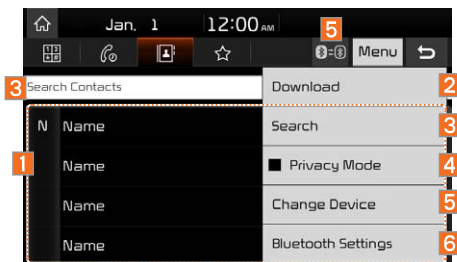 Jan. 1 12:00 AM
5
Menu
3 Search Contacts
Download 2
Search 3
Privacy Mode 4
Change Device 5
Bluetooth Settings 6
1
N Name
Name
Name
Name